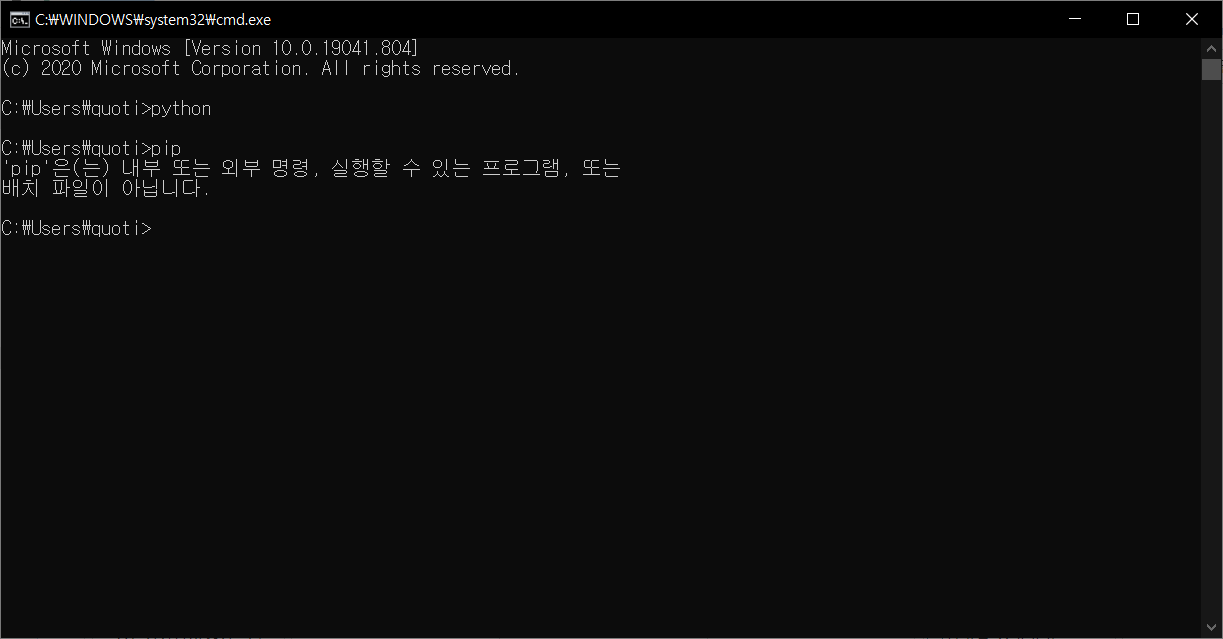 C:₩WINDOWS₩system32₩cmd.exe
Microsoft Windows [Version 10.0.19041.804]
(c) 2020 Microsoft Corporation. All rights reserved.
C:₩Users₩quoti>python
C:₩Users₩quoti>pip
'pip'은(는) 내부 또는 외부 명령, 실행할 수 있는 프로그램, 또는
배치 파일이 아닙니다.
C:₩Users₩quoti>